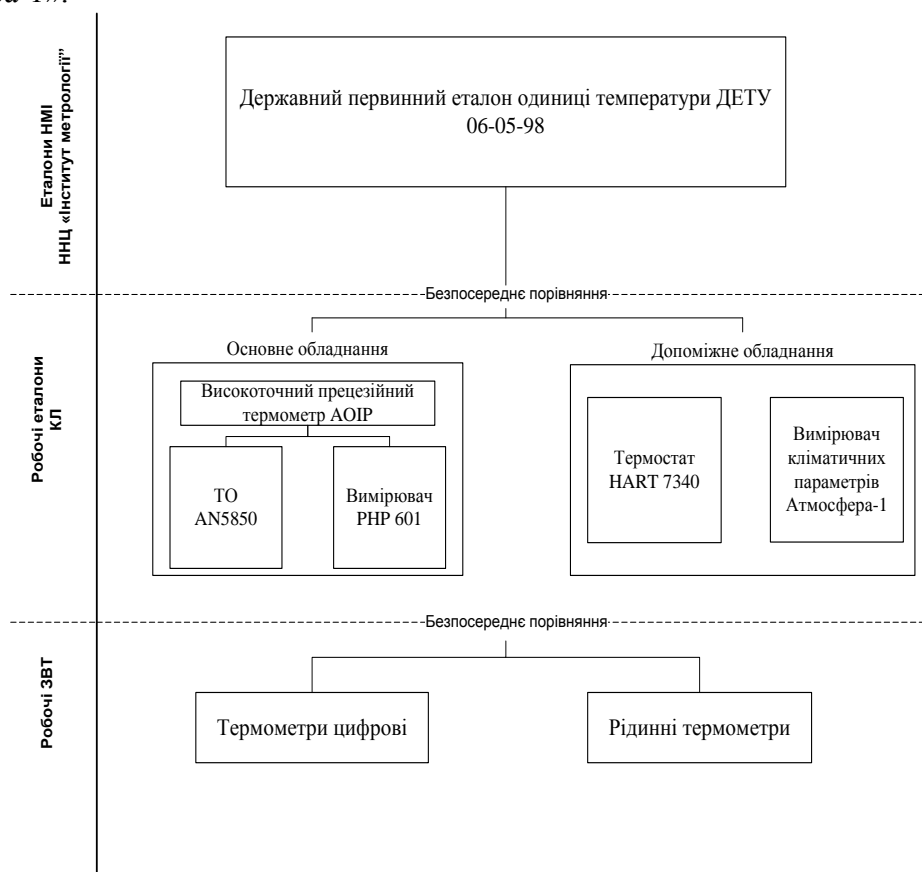 Державний первинний еталон одиниці температури ДЕТУ
06-05-98
Еталони НМІ
ННЦ «Інститут метрології”
Безпосереднє порівняння
Основне обладнання
Допоміжне обладнання
Робочі еталони
КЛ
Високоточний прецезійний
термометр AOIP
ТО
AN5850
Вимірювач
PHP 601
Термостат
HART 7340
Вимірювач
кліматичних
параметрів
Атмосфера-1
Безпосереднє порівняння
Робочі ЗВТ
Термометри цифрові
Рідинні термометри